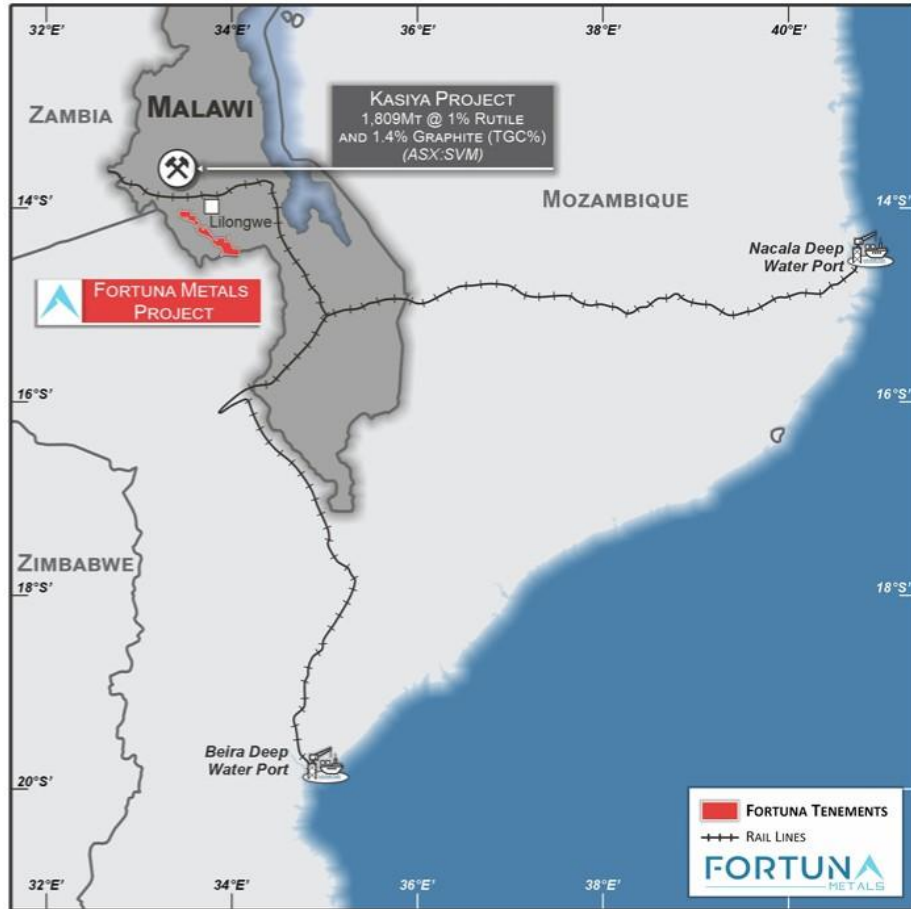 32°E’
34°E’
36°E’
38°E’
40°E’
ZAMBIA
MALAWI
KASIYA PROJECT
1,809MT @ 1% RUTILE
AND 1.4% GRAPHITE (TGC%)
(ASX:SVM)
14°S’
MOZAMBIQUE
14°S’
Lilongwe
Nacala Deep
Water Port
FORTUNA METALS
PROJECT
16°S’
16°S’
ZIMBABWE
18°S’
18°S’
Beira Deep
Water Port
20°S’
FORTUNA TENEMENTS
RAIL LINES
FORTUNA
METALS
32°E’
34°E’
36°E’
38°E’